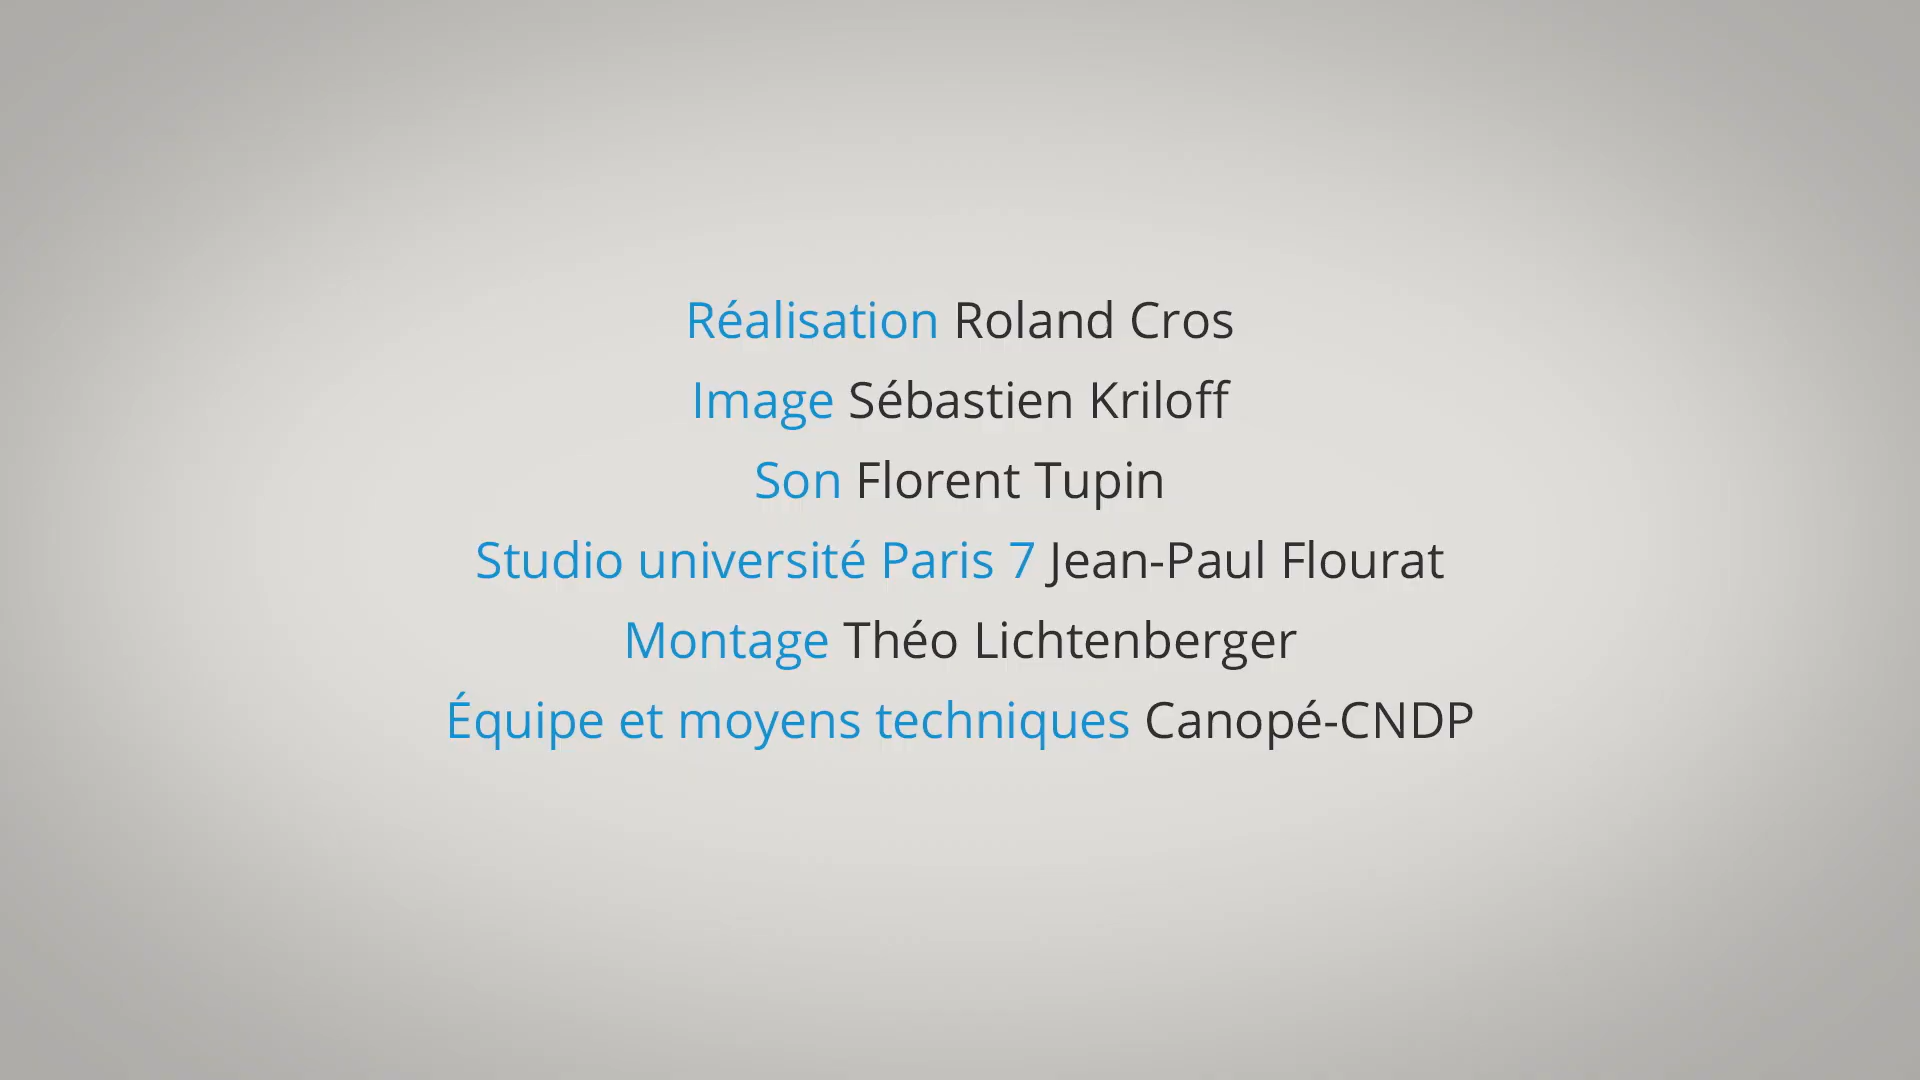 Réalisation Roland Cros
Image Sébastien Kriloff
Son Florent Tupin
Studio université Paris 7 Jean-Paul Flourat
Montage Théo Lichtenberger
Équipe et moyens techniques Canopé-CNDP